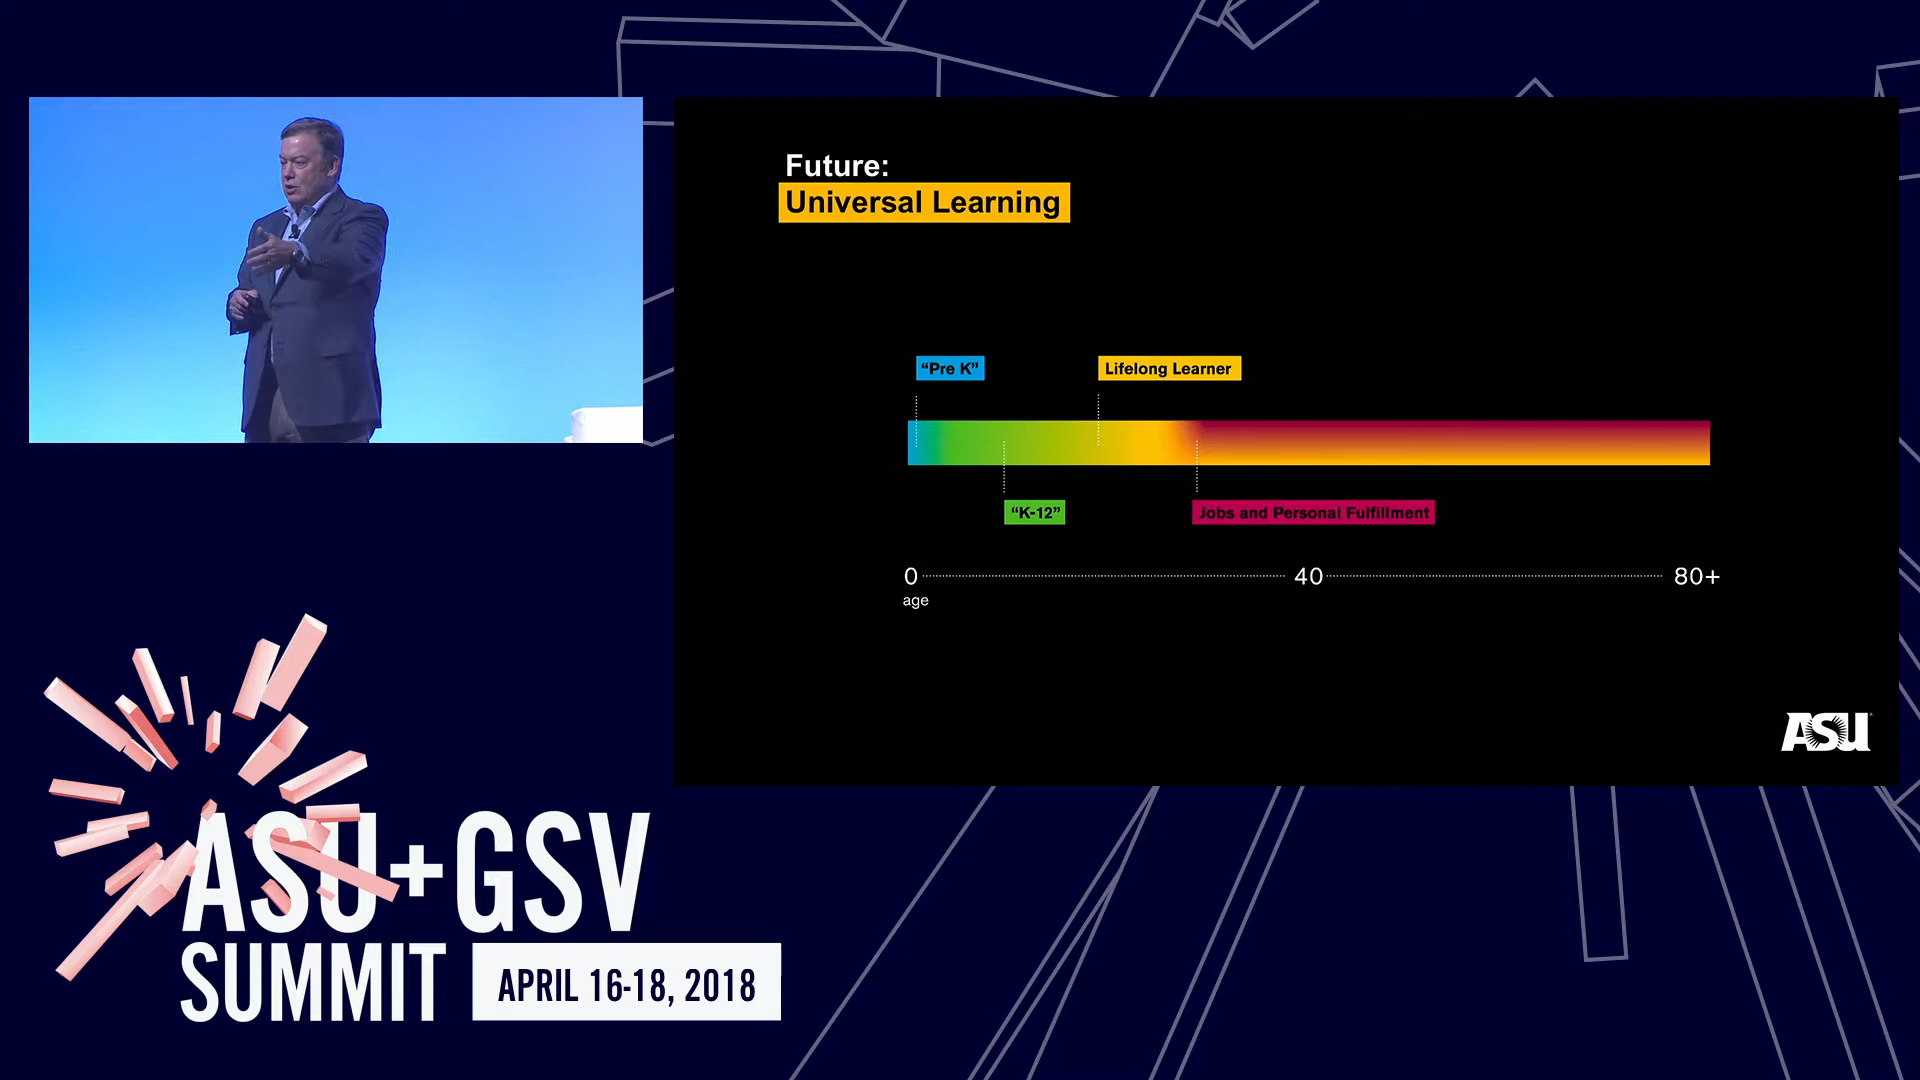 Future:
Universal Learning
“Pre K”
Lifelong Learner
“K-12”
Jobs and Personal Fulfillment
0
40
80+
age
ASU
ASU+GSV
SUMMIT
APRIL 16-18, 2018